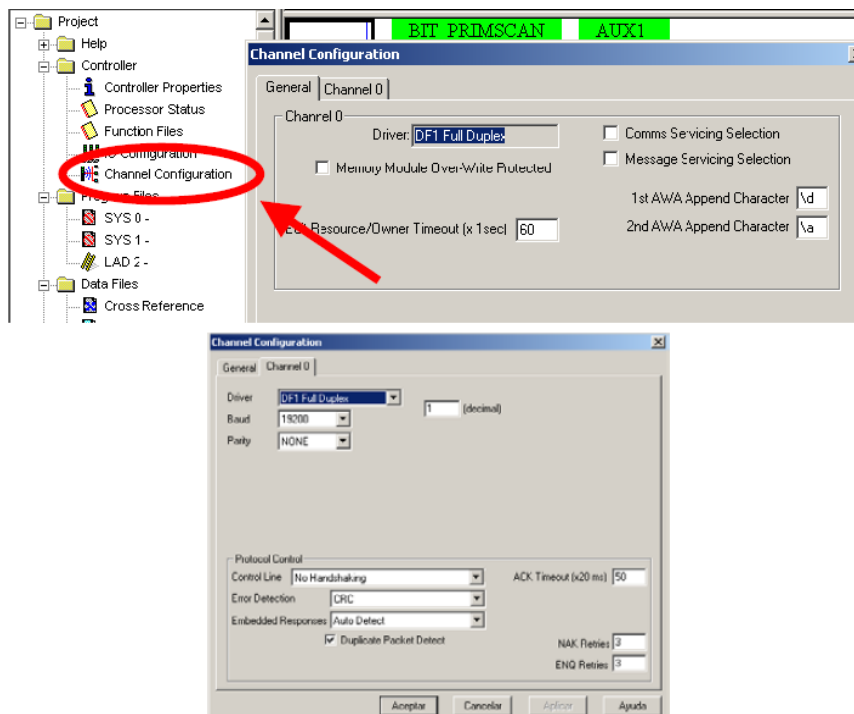 Project
Help
Controller
Controller Properties
Processor Status
Function Files
Configuration
Channel Configuration
Files
SYS 0 -
SYS 1 -
LAD 2 -
Data Files
Cross Reference
BIT PRIMSCAN AUX1
Channel Configuration
General Channel 0
Channel 0
Driver: DF1 Full Duplex
Memory Module Over-Write Protected
Resource/Owner Timeout (x 1sec) 60
Comms Servicing Selection
Message Servicing Selection
1st AWA Append Character \d
2nd AWA Append Character \a
Channel Configuration
General Channel 0
Driver DF1 Full Duplex
1 (decimal)
Baud 19200
Parity NONE
Protocol Control
Control Line No Handshaking
ACK Timeout (x20 ms) 50
Error Detection CRC
Embedded Responses Auto Detect
Duplicate Packet Detect
NAK Retries 3
ENQ Retries 3
Aceptar Cancelar Aplicar Ayuda